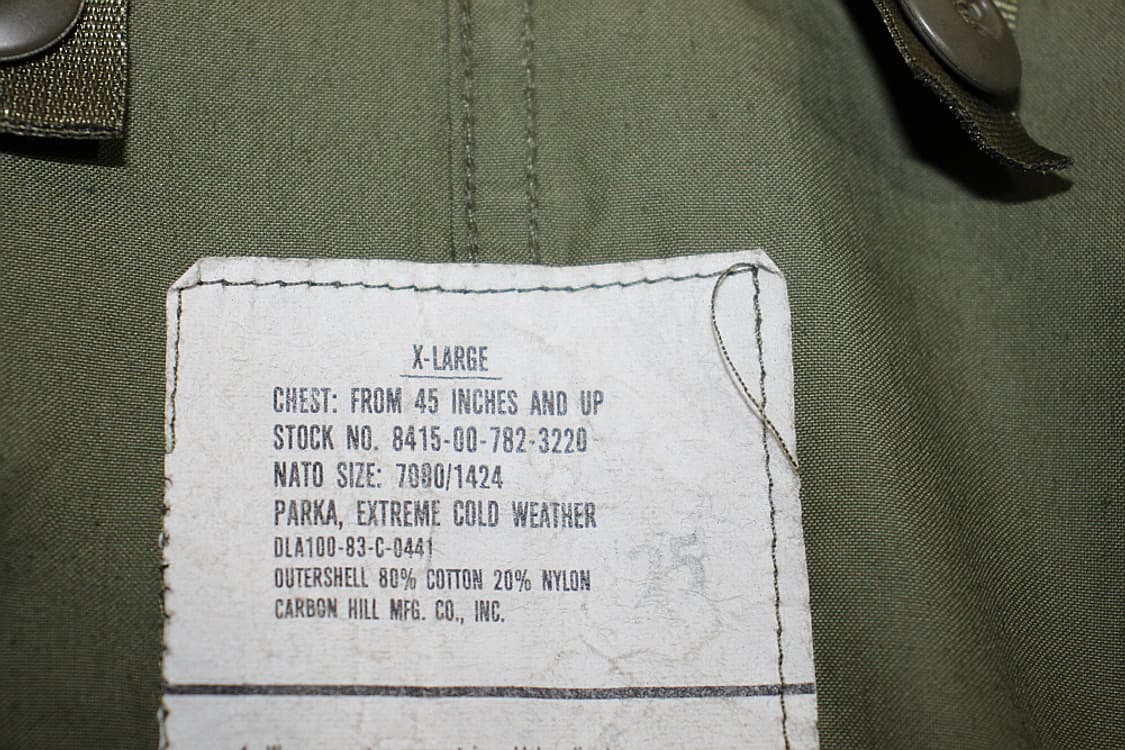 X-LARGE
CHEST: FROM 45 INCHES AND UP
STOCK NO. 8415-00-782-3220
NATO SIZE: 7080/1424
PARKA, EXTREME COLD WEATHER
DLA100-83-C-0441
OUTERSHELL 80% COTTON 20% NYLON
CARBON HILL MFG. CO., INC.
25